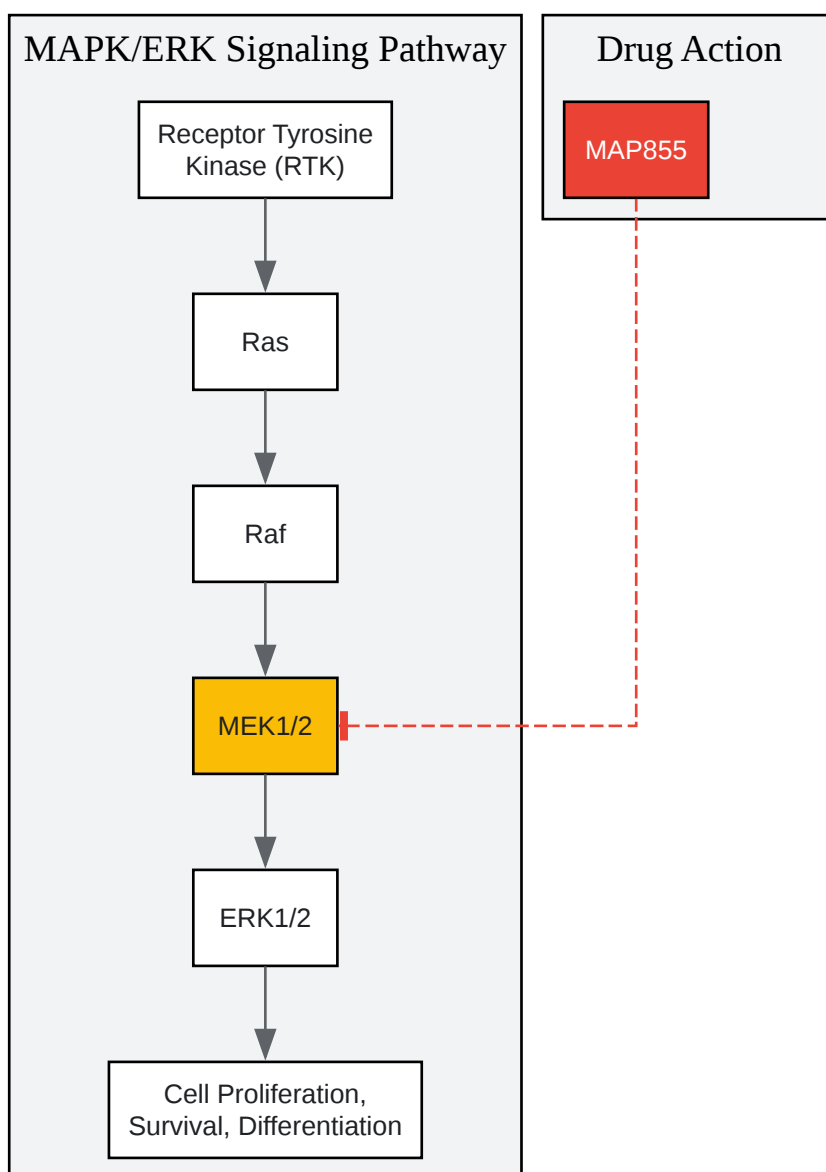 MAPK/ERK Signaling Pathway
Receptor Tyrosine
Kinase (RTK)
Ras
Raf
MEK1/2
ERK1/2
Cell Proliferation,
Survival, Differentiation
Drug Action
MAP855